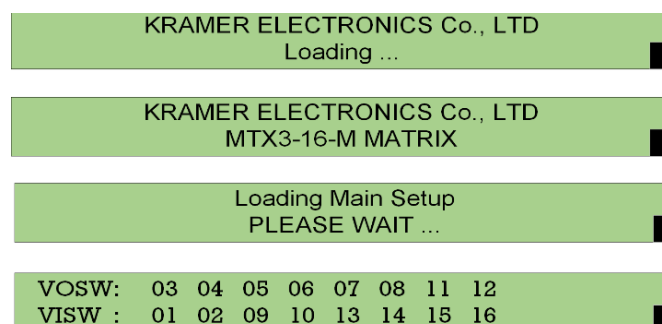 KRAMER ELECTRONICS Co., LTD
Loading ...
KRAMER ELECTRONICS Co., LTD
MTX3-16-M MATRIX
Loading Main Setup
PLEASE WAIT ...
VOSW: 03 04 05 06 07 08 11 12
VISW : 01 02 09 10 13 14 15 16